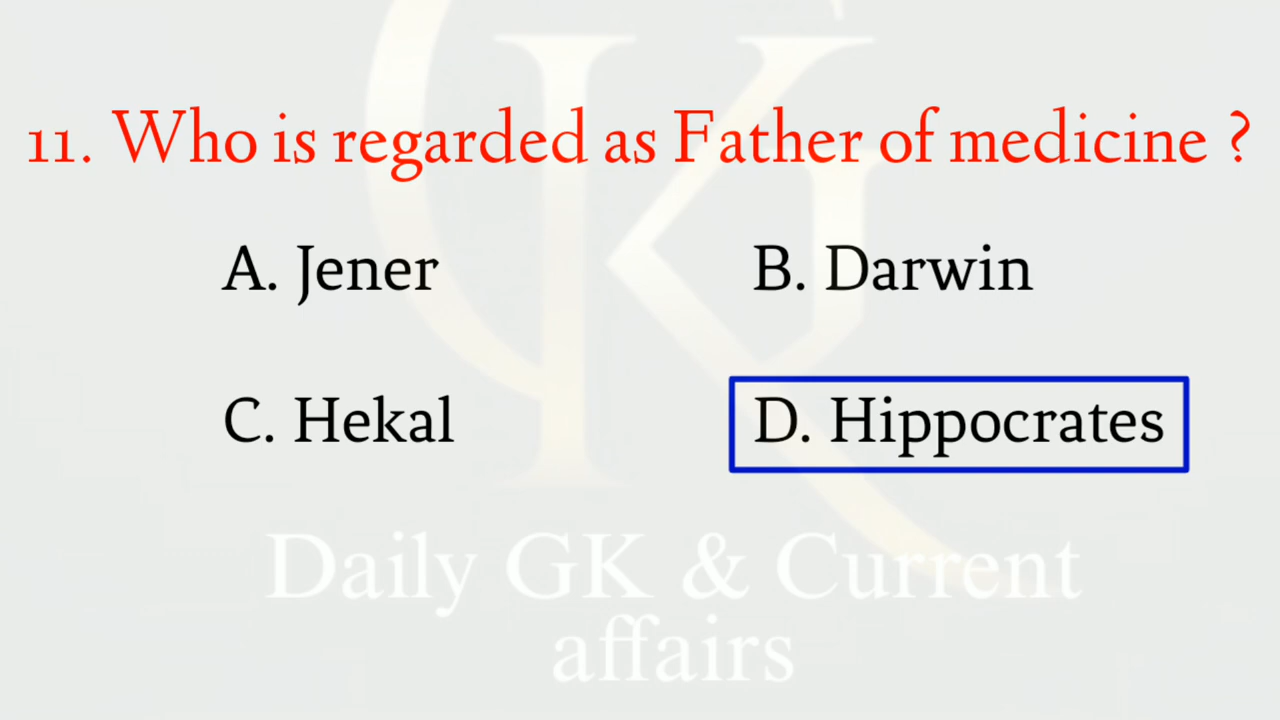 11. Who is regarded as Father of medicine ?
A. Jener
B. Darwin
C. Hekal
D. Hippocrates
Daily GK & Current
affairs